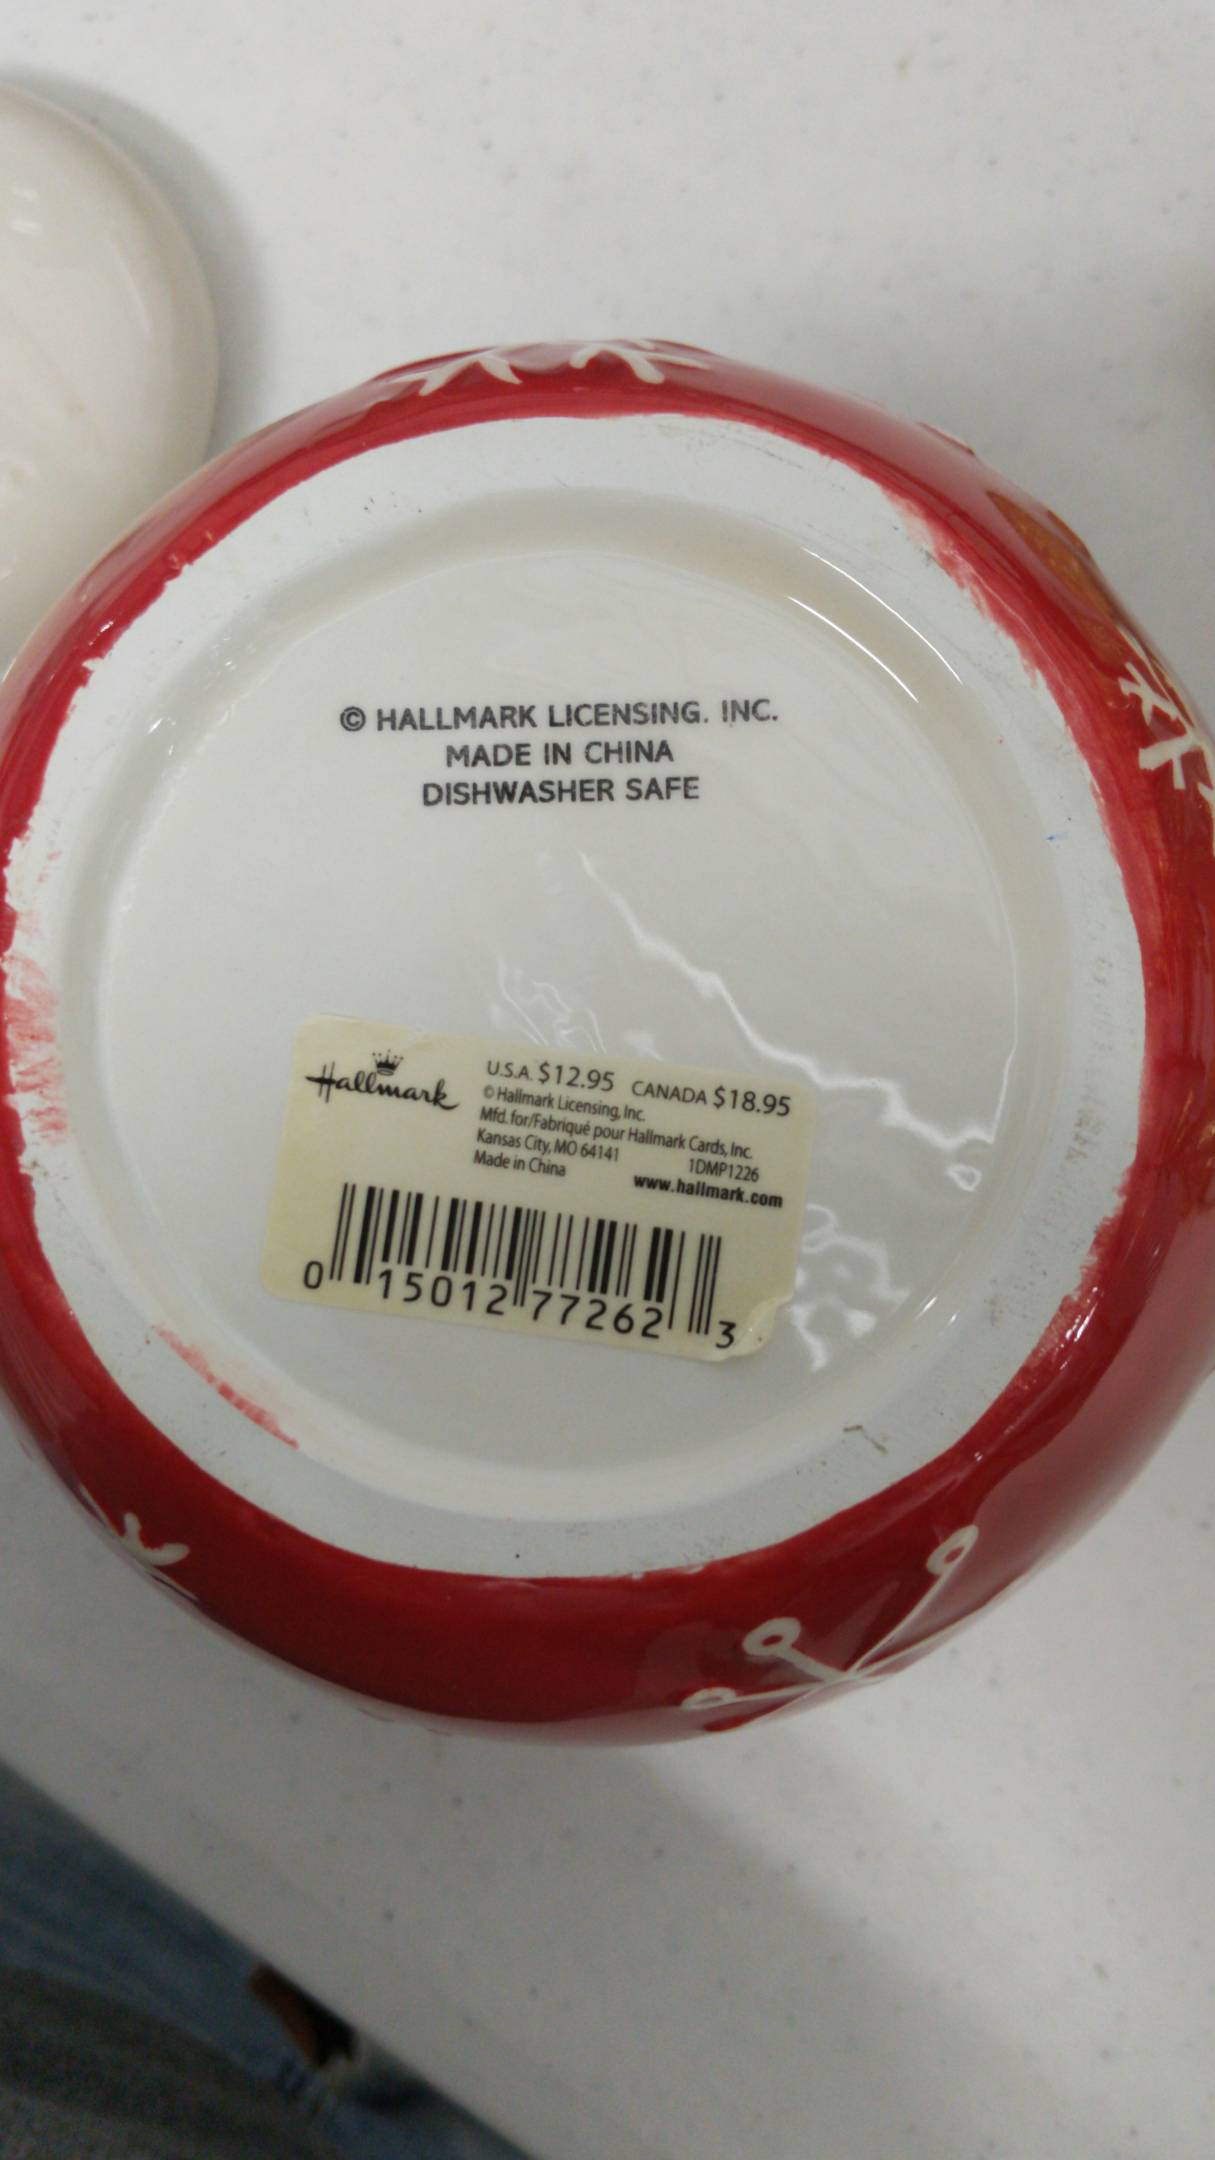 © HALLMARK LICENSING. INC.
MADE IN CHINA
DISHWASHER SAFE
Hallmark
U.S.A. $12.95 CANADA $18.95
© Hallmark Licensing, Inc.
Mfd. for/Fabriqué pour Hallmark Cards, Inc.
Kansas City, MO 64141 1DMP1226
Made in China www.hallmark.com
0 15012 77262 3